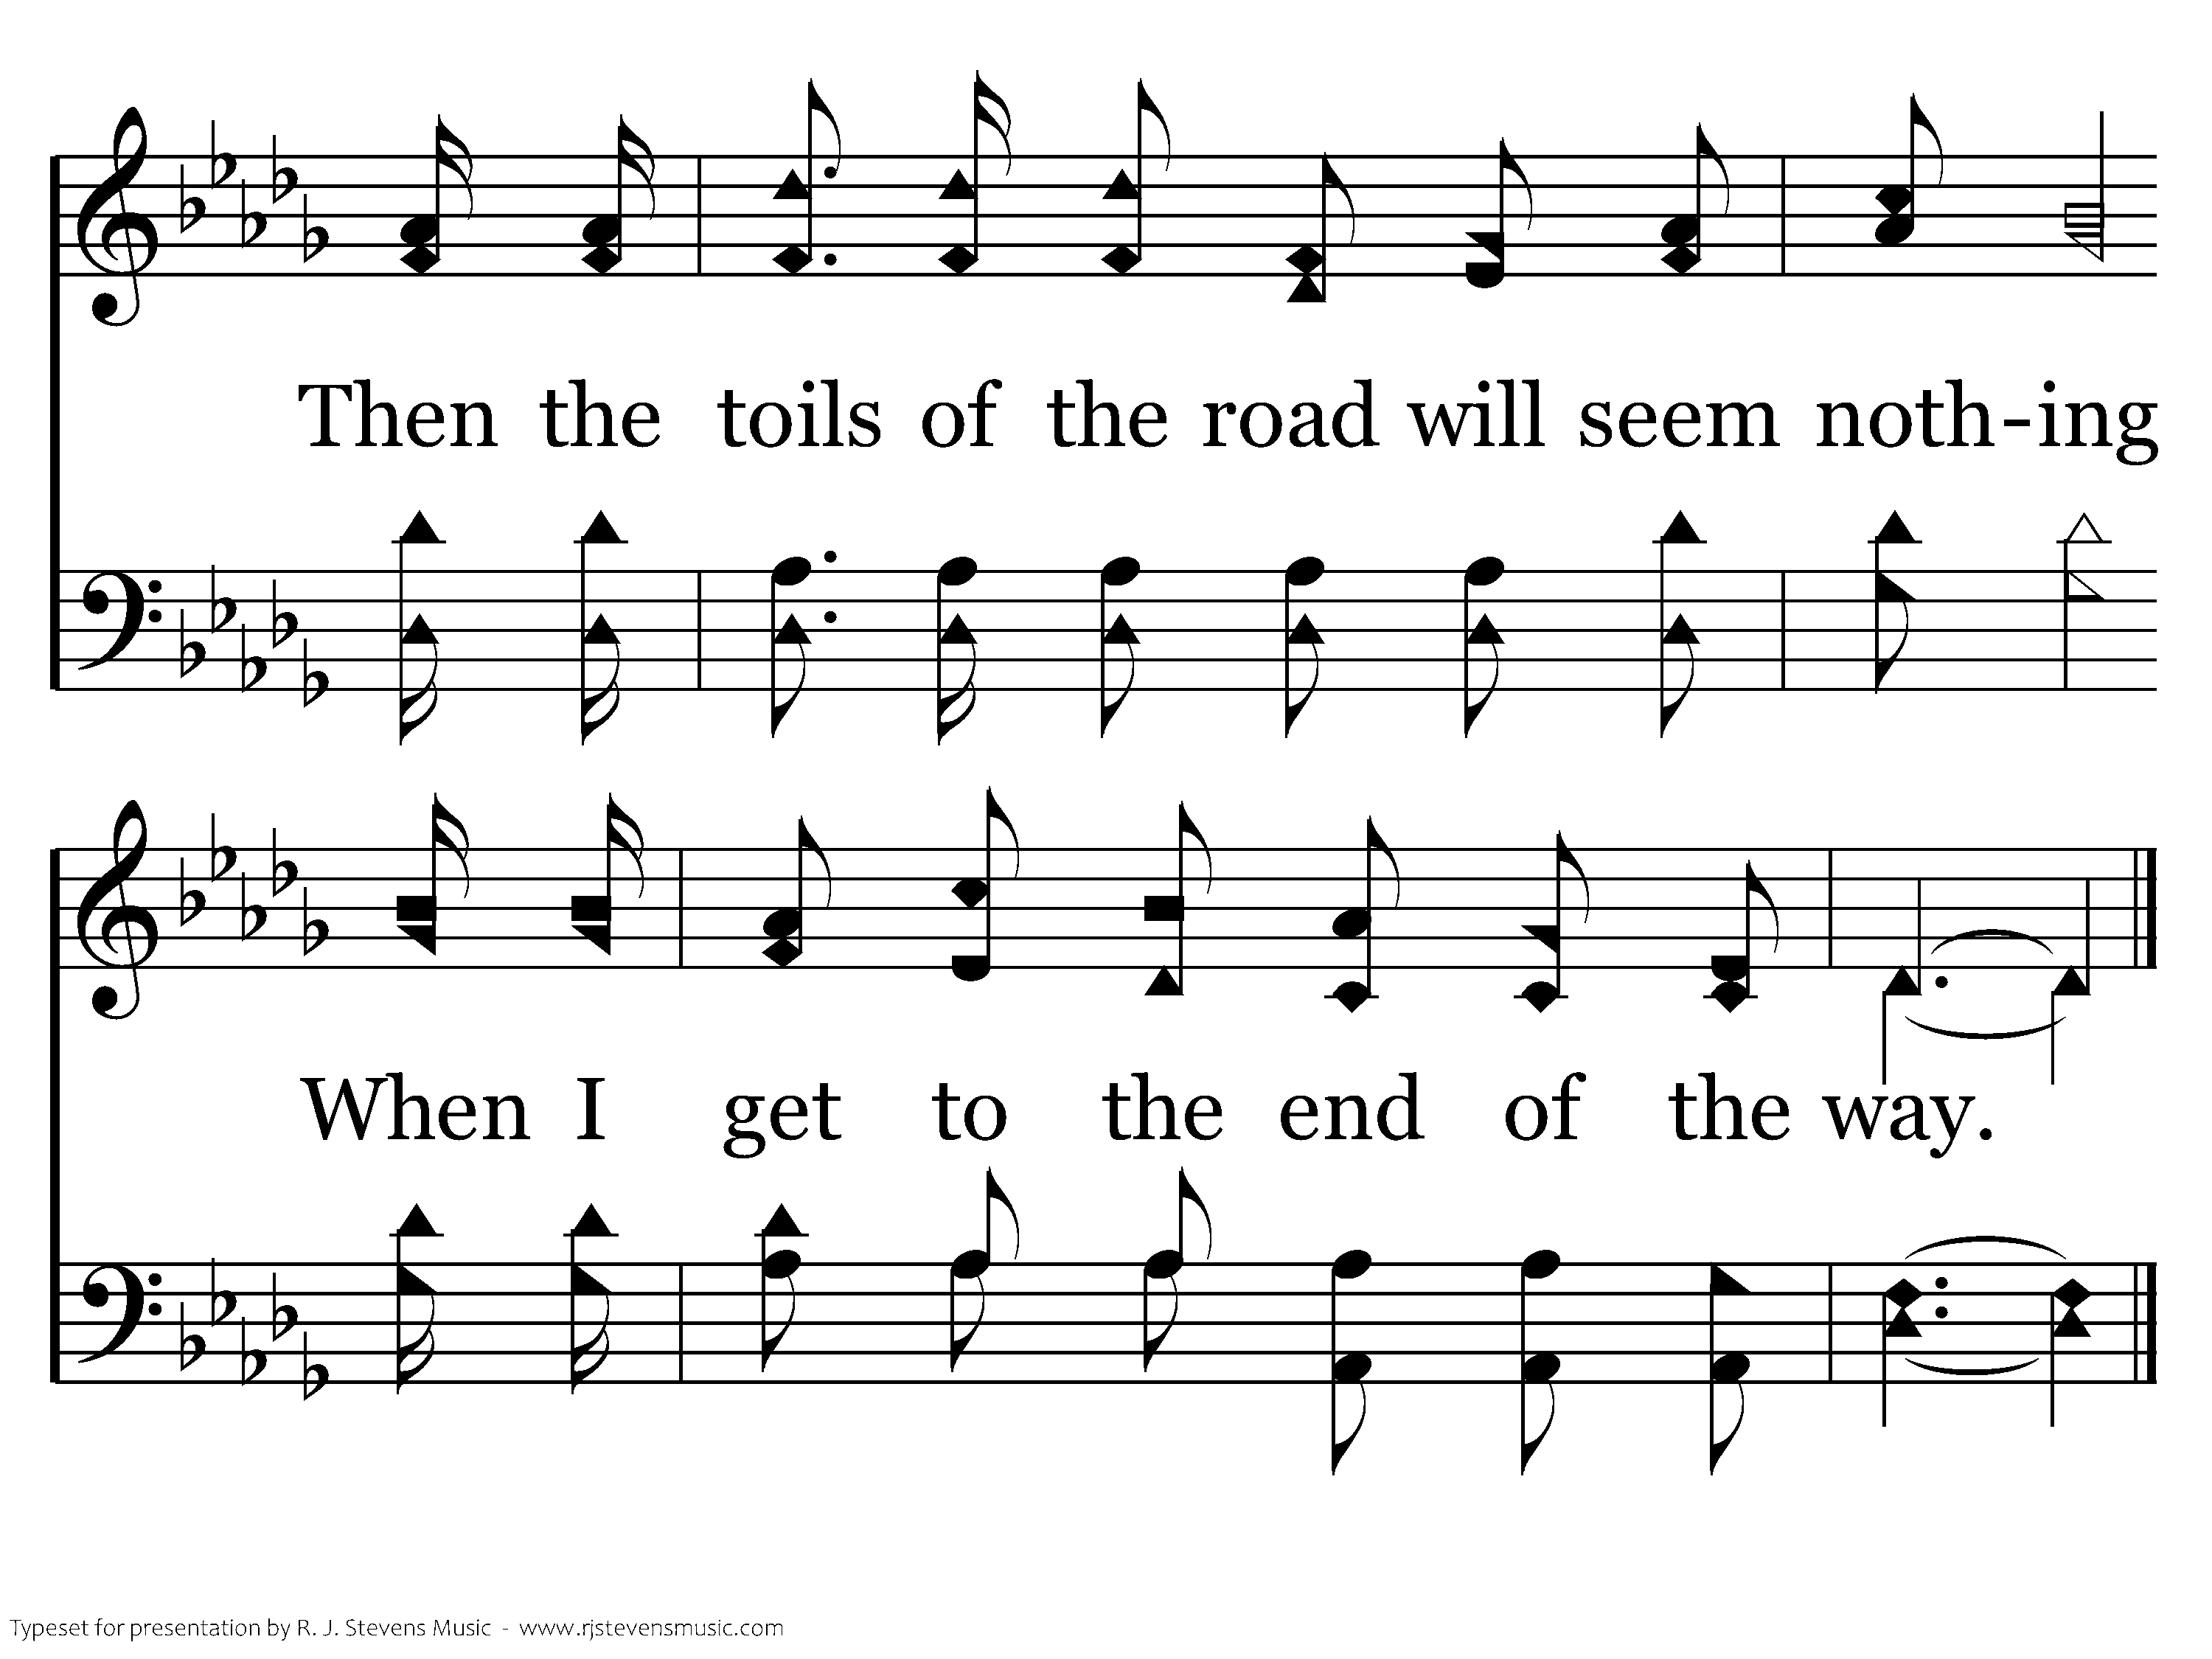 Then the toils of the road will seem noth-ing
When I get to the end of the way.
Typeset for presentation by R. J. Stevens Music - www.rjstevensmusic.com